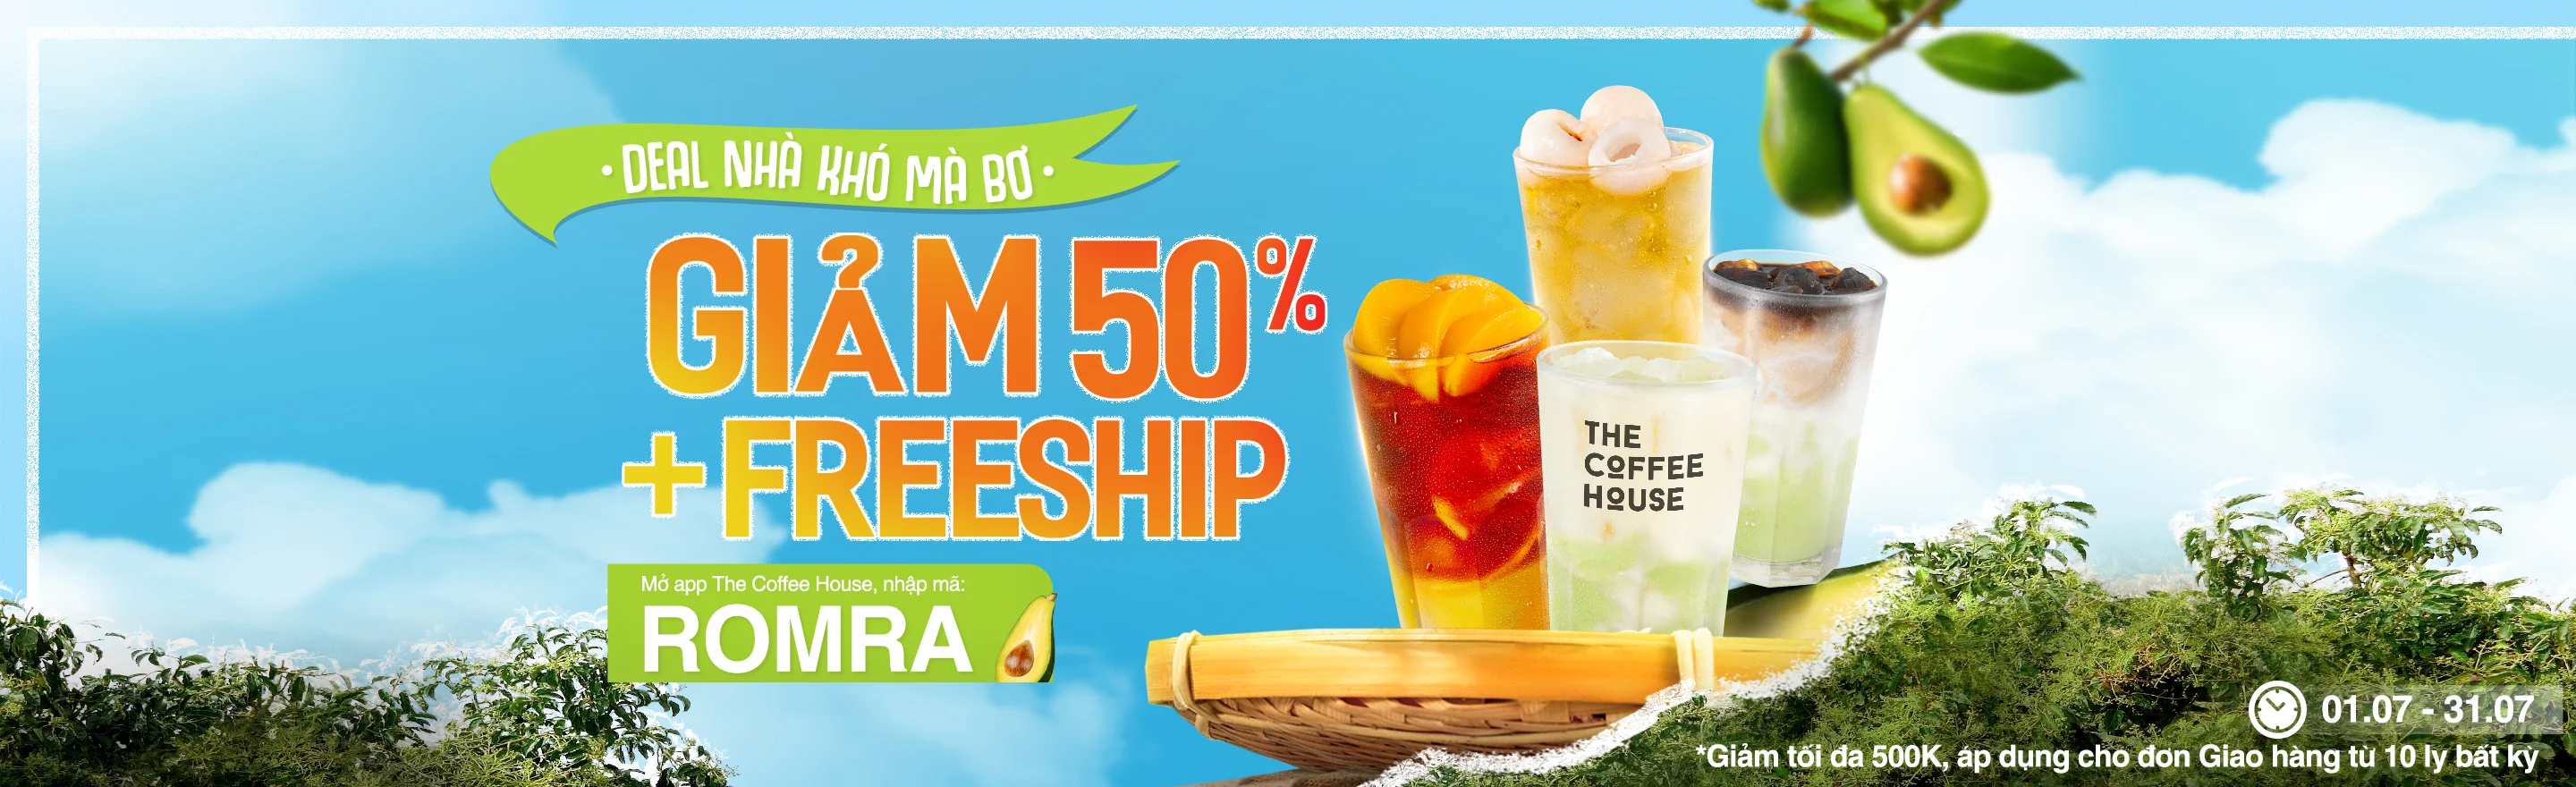 • DEAL NHÀ KHÓ MÀ BƠ •
GIẢM 50%
+ FREESHIP
Mở app The Coffee House, nhập mã:
ROMRA
THE
COFFEE
HOUSE
01.07 - 31.07
*Giảm tối đa 500K, áp dụng cho đơn Giao hàng từ 10 ly bất kỳ